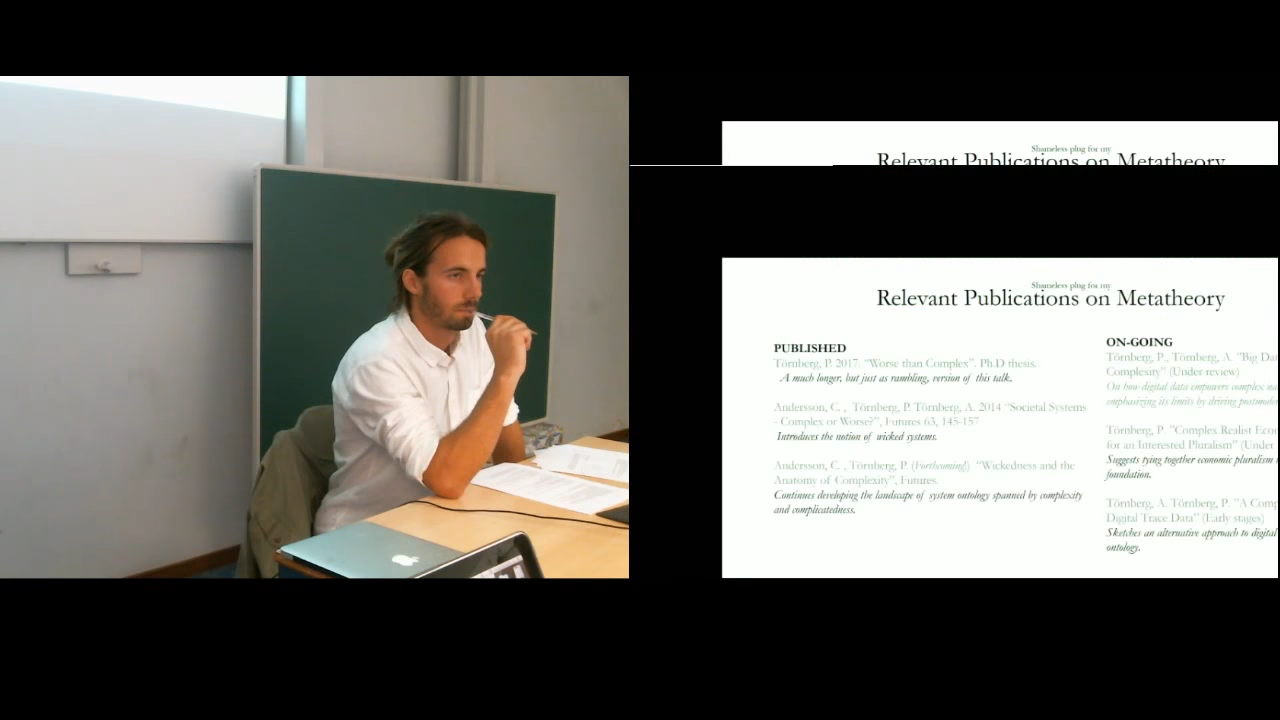 Shameless plug for my
Relevant Publications on Metatheory
Shameless plug for my
Relevant Publications on Metatheory
PUBLISHED
Törnberg, P. 2017. "Worse than Complex". Ph.D thesis.
A much longer, but just as rambling, version of this talk.
Andersson, C. , Törnberg, P. Törnberg, A. 2014 "Societal Systems
- Complex or Worse?", Futures 63, 145-157
Introduces the notion of wicked systems.
Andersson, C. , Törnberg, P. (Forthcoming) "Wickedness and the
Anatomy of Complexity", Futures.
Continues developing the landscape of system ontology spanned by complexity
and complicatedness.
ON-GOING
Törnberg, P., Törnberg, A. "Big Da
Complexity" (Under review)
On how digital data empowers complex
emphasizing its limits by driving
Törnberg, P. "Complex Realist Econ
for an Interested Pluralism" (Under
Suggests tying together economic pluralism
foundation.
Törnberg, A. Törnberg, P. "A Comp
Digital Trace Data" (Early stages)
Sketches an alternative approach to digital
ontology.